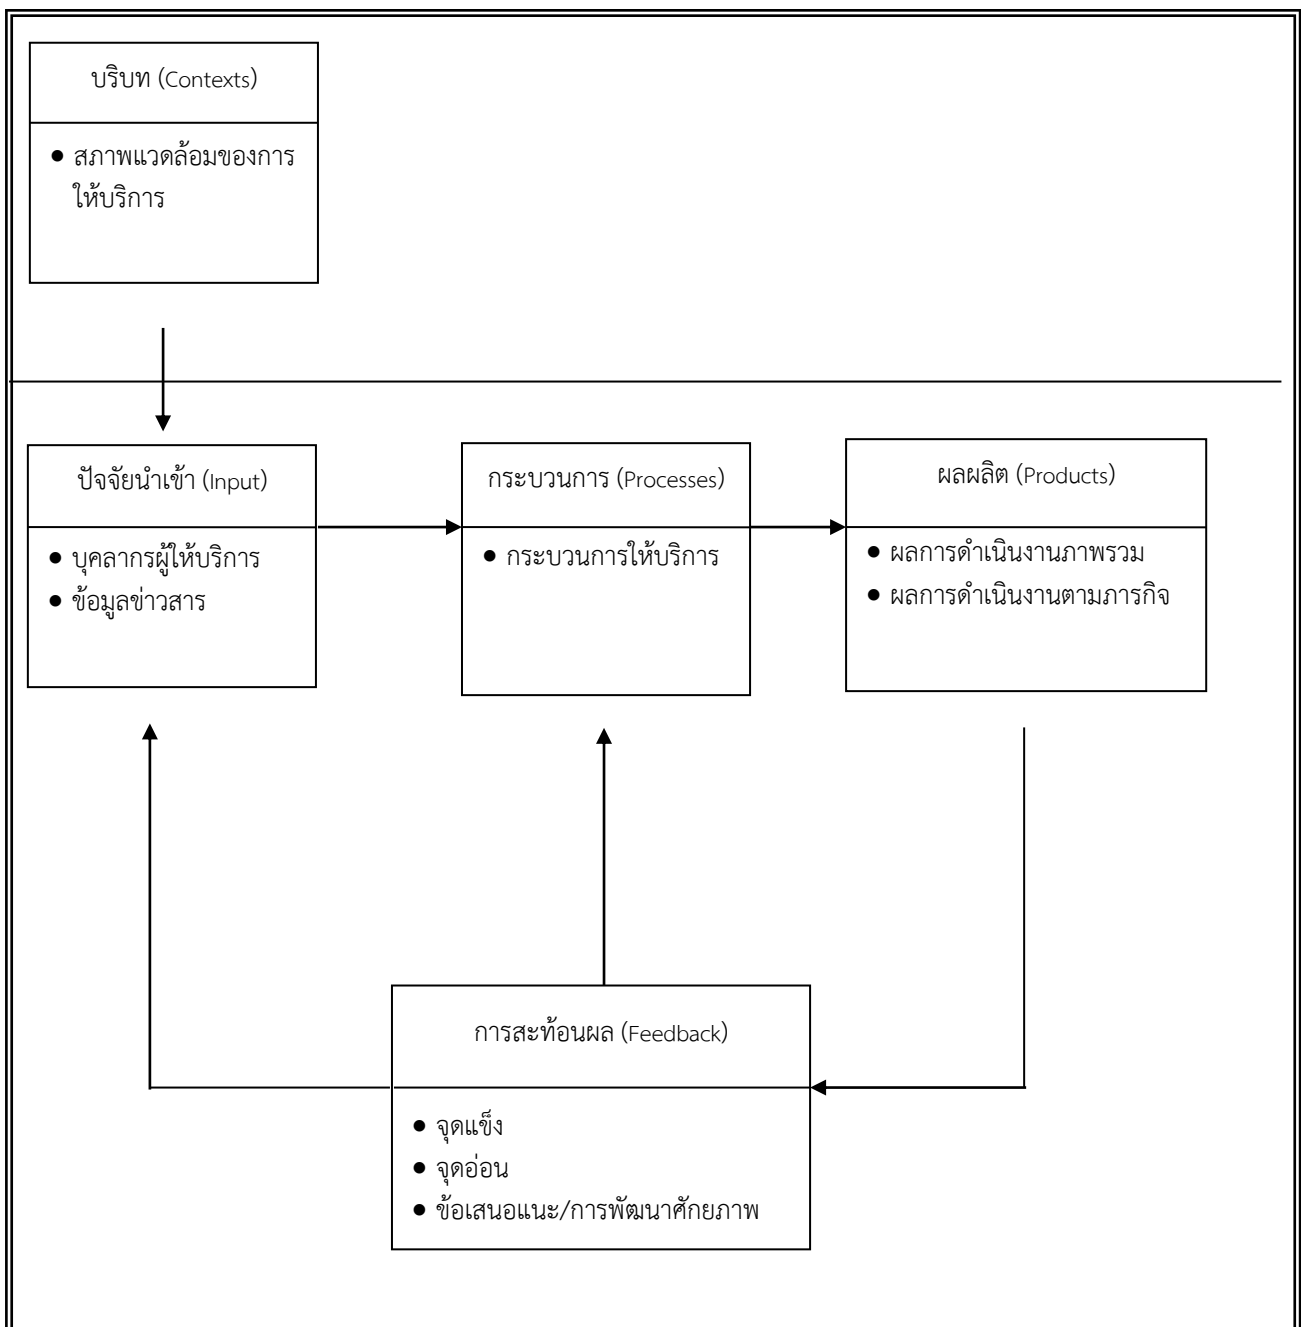 บริบท (Contexts)
● สภาพแวดล้อมของการ
ให้บริการ
ปัจจัยนำเข้า (Input)
● บุคลากรผู้ให้บริการ
● ข้อมูลข่าวสาร
กระบวนการ (Processes)
● กระบวนการให้บริการ
ผลผลิต (Products)
● ผลการดำเนินงานภาพรวม
● ผลการดำเนินงานตามภารกิจ
การสะท้อนผล (Feedback)
● จุดแข็ง
● จุดอ่อน
● ข้อเสนอแนะ/การพัฒนาศักยภาพ